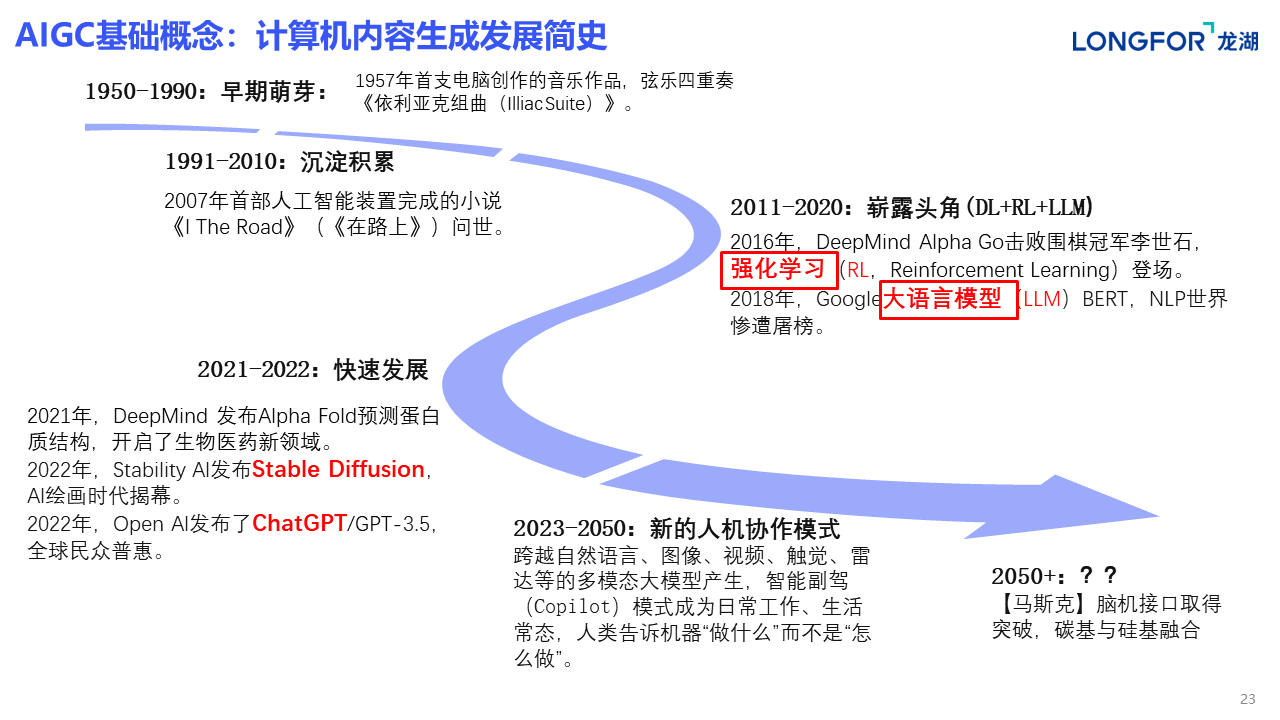 AIGC基础概念：计算机内容生成发展简史
LONGFOR 龙湖
1950-1990：早期萌芽：
1957年首支电脑创作的音乐作品，弦乐四重奏
《依利亚克组曲（IlliacSuite）》。
1991-2010：沉淀积累
2007年首部人工智能装置完成的小说
《I The Road》（《在路上》）问世。
2011-2020：崭露头角(DL+RL+LLM)
2016年，DeepMind Alpha Go击败围棋冠军李世石，
强化学习（RL，Reinforcement Learning）登场。
2018年，Google大语言模型（LLM）BERT，NLP世界
惨遭屠榜。
2021-2022：快速发展
2021年，DeepMind 发布Alpha Fold预测蛋白
质结构，开启了生物医药新领域。
2022年，Stability AI发布Stable Diffusion，
AI绘画时代揭幕。
2022年，Open AI发布了ChatGPT/GPT-3.5，
全球民众普惠。
2023-2050：新的人机协作模式
跨越自然语言、图像、视频、触觉、雷
达等的多模态大模型产生，智能副驾
（Copilot）模式成为日常工作、生活
常态，人类告诉机器“做什么”而不是“怎
么做”。
2050+：？？
【马斯克】脑机接口取得
突破，碳基与硅基融合
23